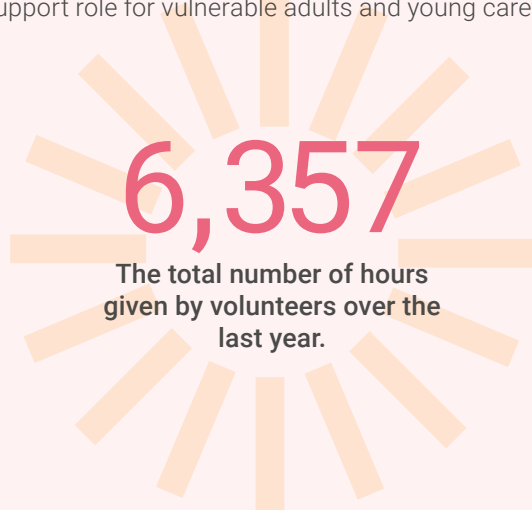 support role for vulnerable adults and young care
6,357
The total number of hours
given by volunteers over the
last year.